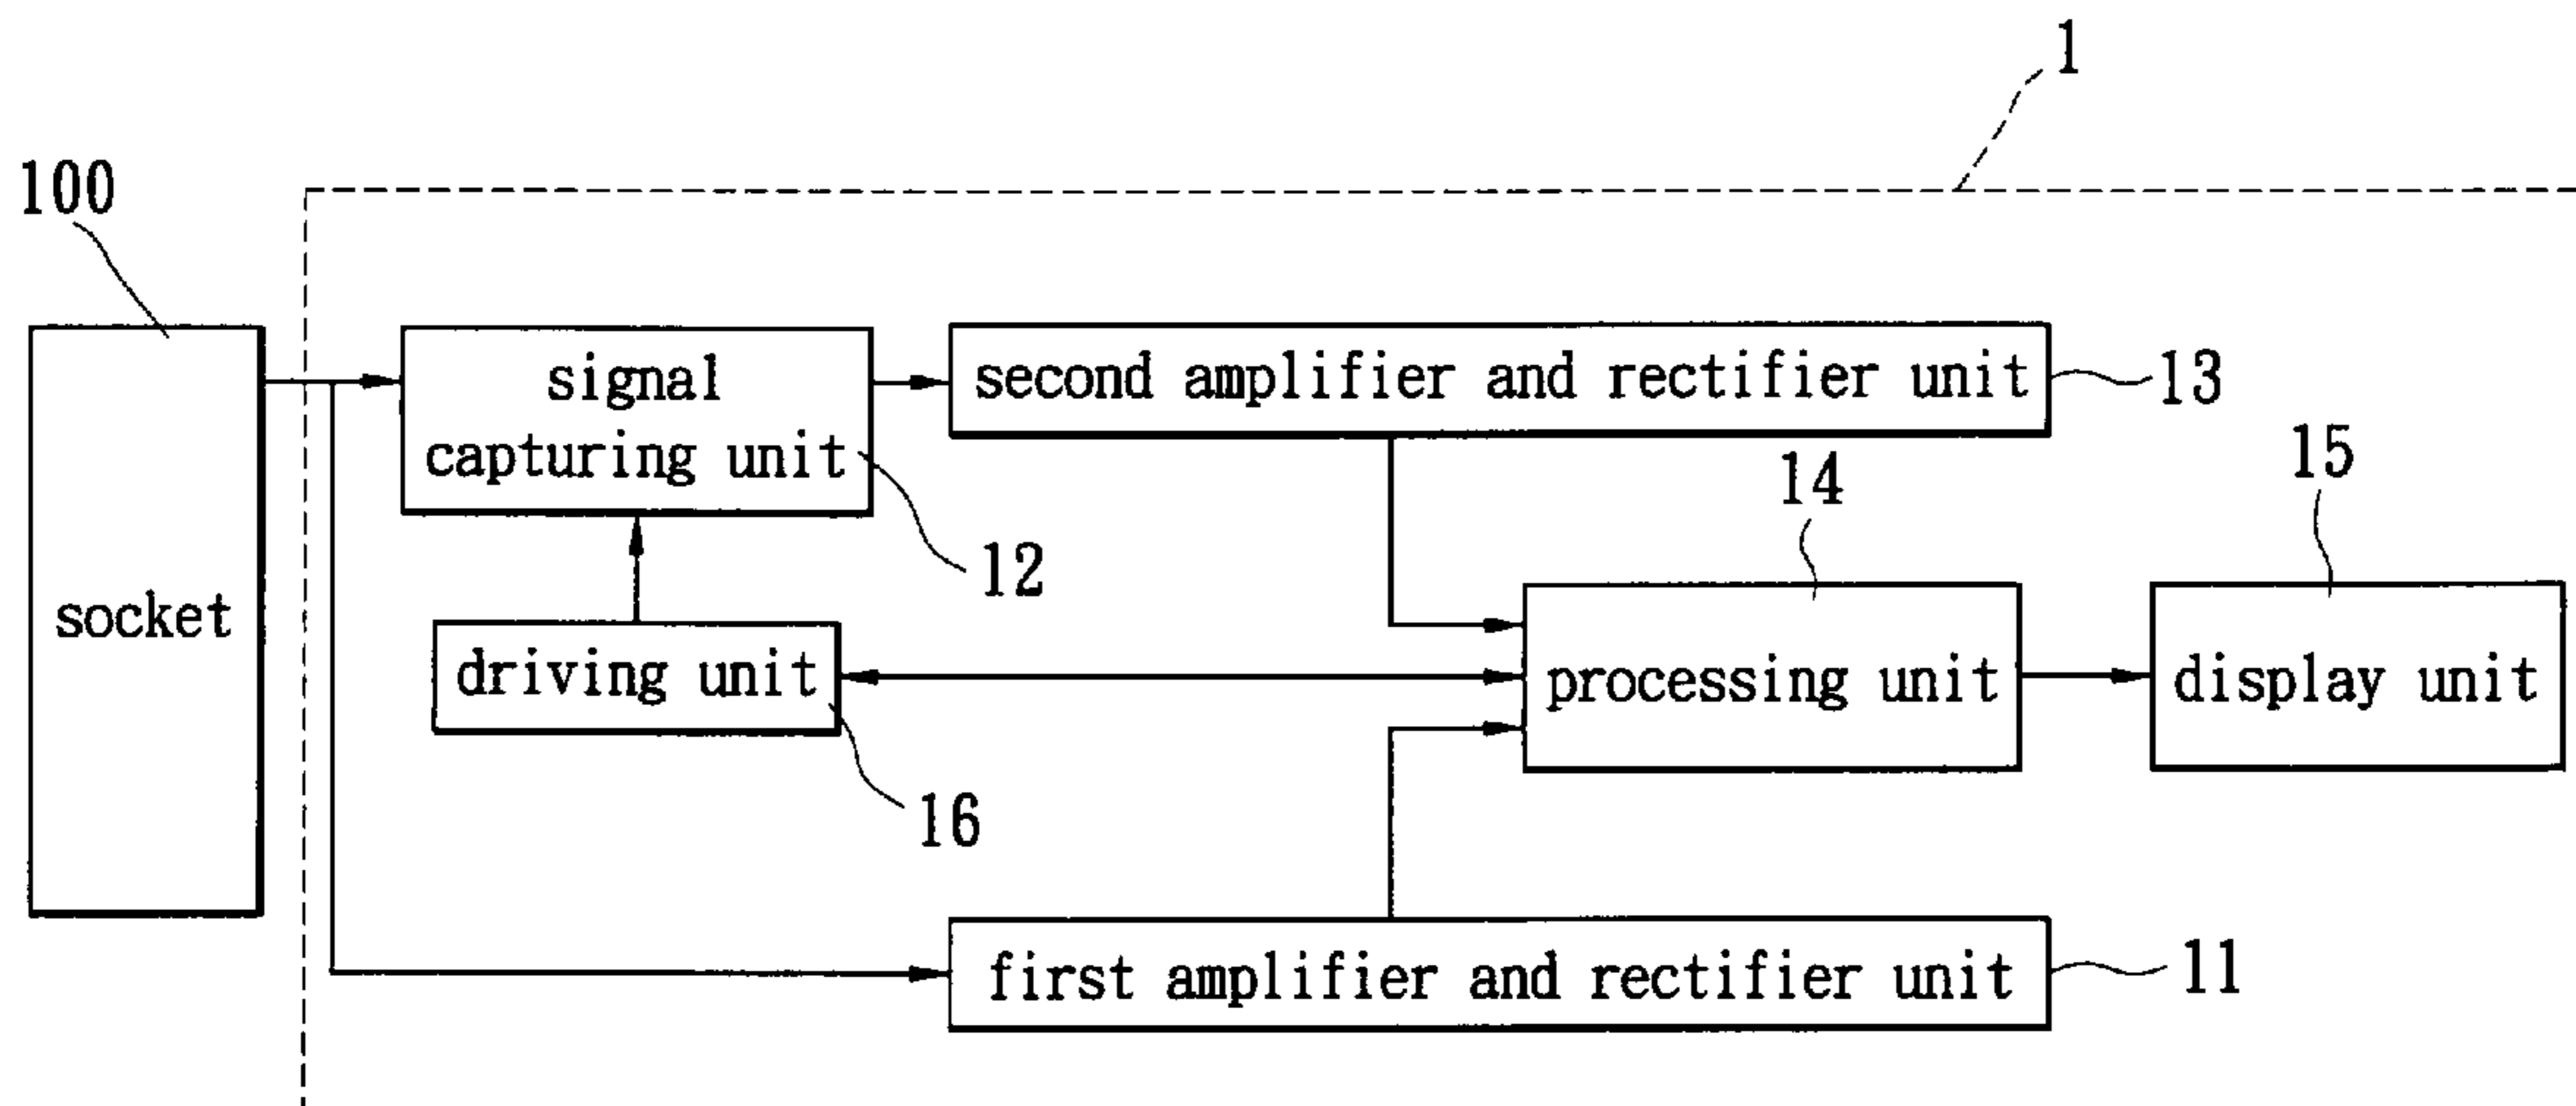 1
100
signal
capturing unit
second amplifier and rectifier unit
13
12
14
15
socket
driving unit
processing unit
display unit
16
first amplifier and rectifier unit
11